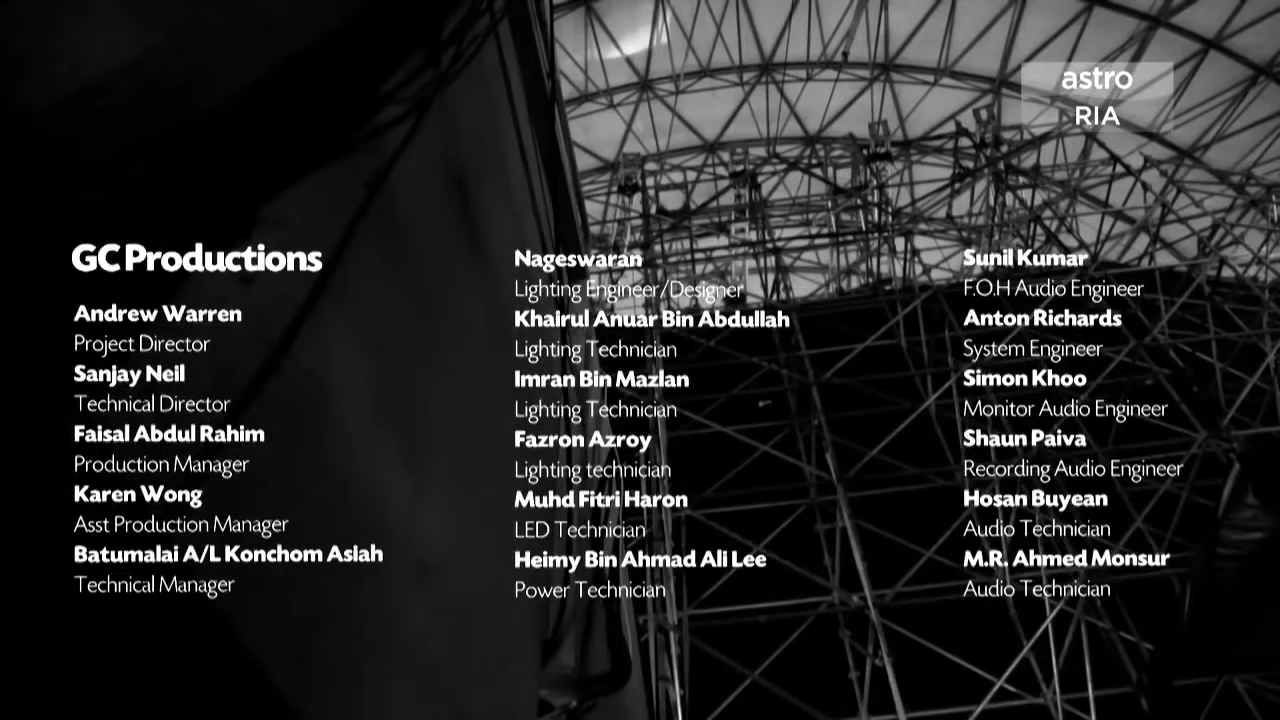 astro
RIA
GC Productions
Andrew Warren
Project Director
Sanjay Neil
Technical Director
Faisal Abdul Rahim
Production Manager
Karen Wong
Asst Production Manager
Batumalai A/L Konchom Asiah
Technical Manager
Nageswaran
Lighting Engineer/Designer
Khairul Anuar Bin Abdullah
Lighting Technician
Imran Bin Mazlan
Lighting Technician
Fazron Azroy
Lighting technician
Muhd Fitri Haron
LED Technician
Heimy Bin Ahmad Ali Lee
Power Technician
Sunil Kumar
F.O.H Audio Engineer
Anton Richards
System Engineer
Simon Khoo
Monitor Audio Engineer
Shaun Paiva
Recording Audio Engineer
Hosan Buyean
Audio Technician
M.R. Ahmed Monsur
Audio Technician